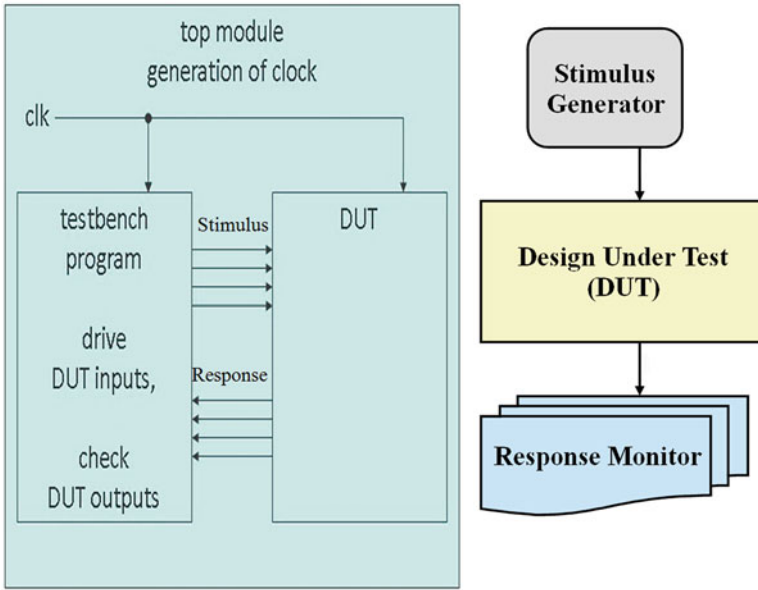 top module
generation of clock
clk
testbench
program
drive
DUT inputs,
check
DUT outputs
Stimulus
Response
DUT
Stimulus
Generator
Design Under Test
(DUT)
Response Monitor